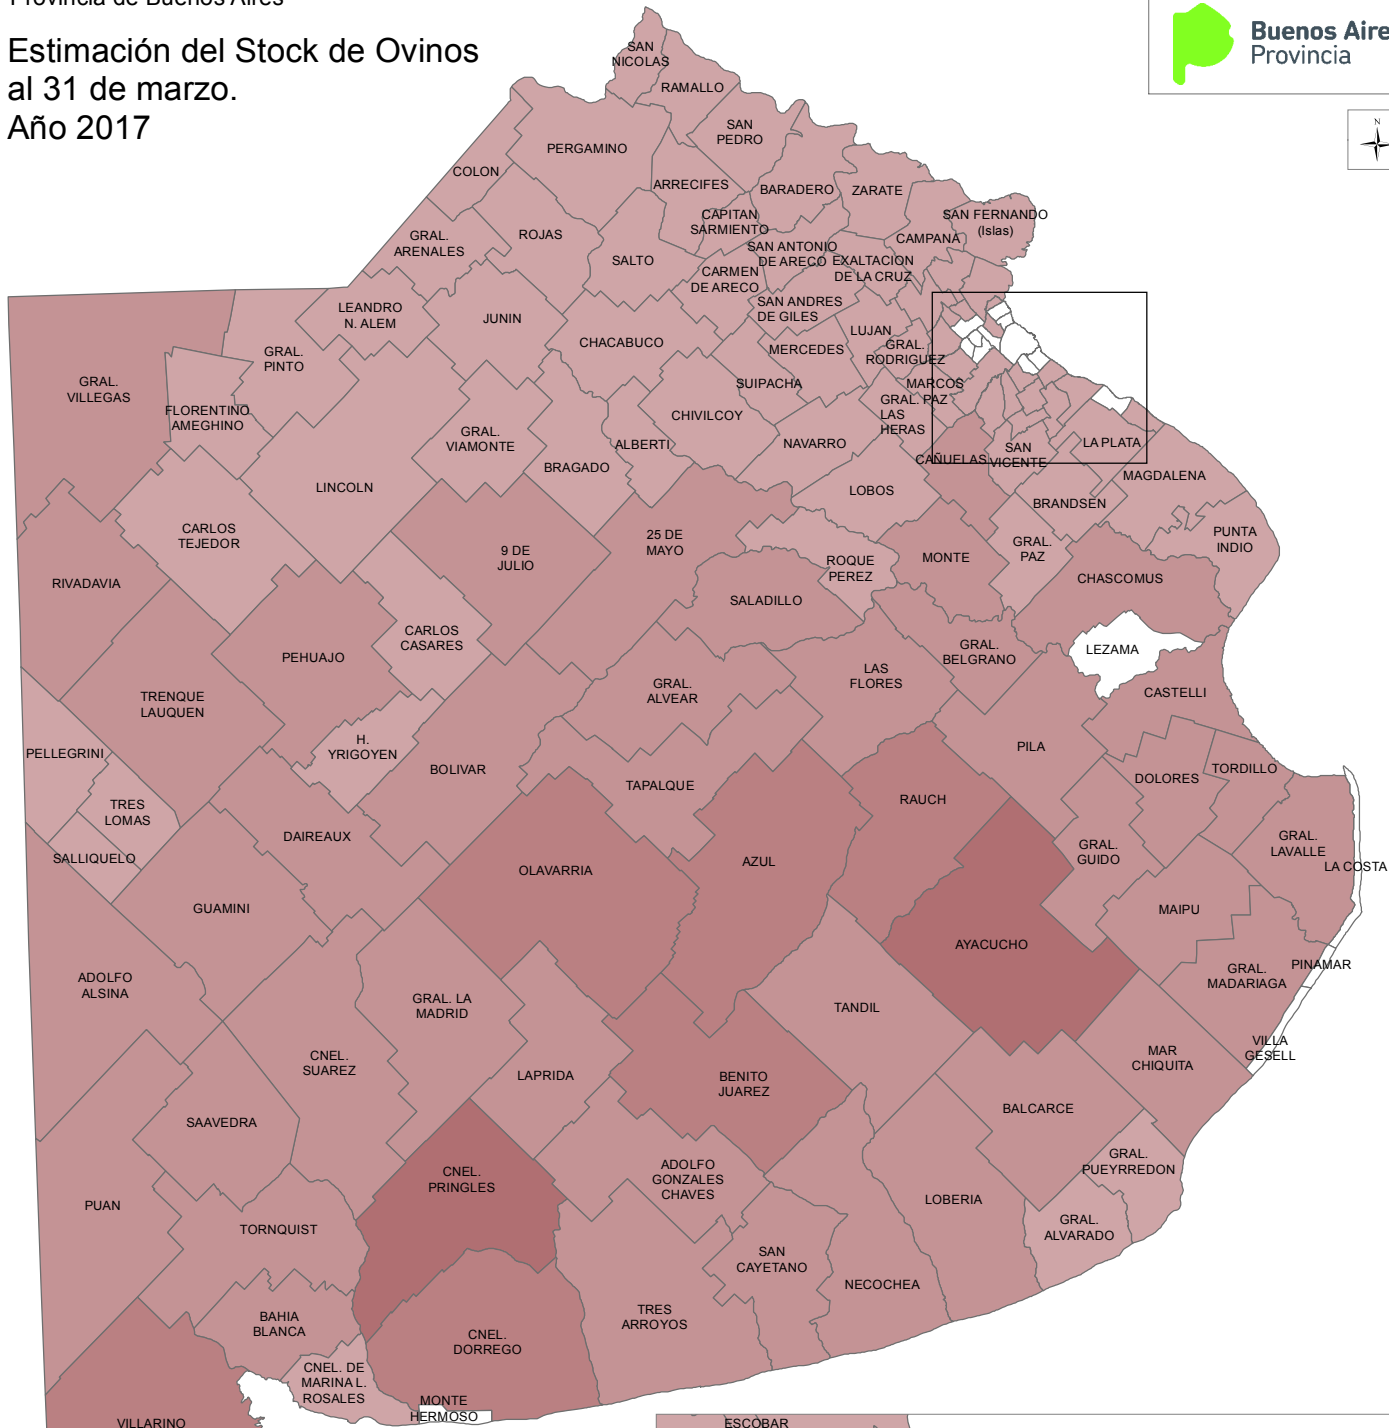 Provincia de Buenos Aires
Estimación del Stock de Ovinos
al 31 de marzo.
Año 2017
Buenos Aire
Provincia
N
SAN
NICOLAS
RAMALLO
SAN
PEDRO
PERGAMINO
COLON
ARRECIFES
BARADERO
ZARATE
CAPITAN
SARMIENTO
SAN FERNANDO
(Islas)
GRAL.
ARENALES
ROJAS
SALTO
SAN ANTONIO
DE ARECO
CAMPANA
EXALTACION
DE LA CRUZ
CARMEN
DE ARECO
SAN ANDRES
DE GILES
LEANDRO
N. ALEM
JUNIN
CHACABUCO
MERCEDES
LUJAN
GRAL.
RODRIGUEZ
GRAL.
PINTO
GRAL.
VILLEGAS
FLORENTINO
AMEGHINO
SUIPACHA
MARCOS
PAZ
GRAL.
LAS
HERAS
CHIVILCOY
GRAL.
VIAMONTE
ALBERTI
NAVARRO
BRAGADO
CAÑUELAS
SAN
VICENTE
LA PLATA
LINCOLN
LOBOS
MAGDALENA
BRANDSEN
CARLOS
TEJEDOR
25 DE
MAYO
9 DE
JULIO
PUNTA
INDIO
GRAL.
PAZ
MONTE
ROQUE
PEREZ
RIVADAVIA
CHASCOMUS
SALADILLO
CARLOS
CASARES
PEHUAJO
GRAL.
BELGRANO
LEZAMA
LAS
FLORES
GRAL.
ALVEAR
CASTELLI
TRENQUE
LAUQUEN
H.
YRIGOYEN
PELLEGRINI
PILA
BOLIVAR
TORDILLO
DOLORES
TAPALQUE
TRES
LOMAS
RAUCH
DAIREAUX
SALLIQUELO
GRAL.
GUIDO
GRAL.
LAVALLE
LA COSTA
OLAVARRIA
AZUL
GUAMINI
MAIPU
AYACUCHO
ADOLFO
ALSINA
GRAL.
MADARIAGA
PINAMAR
GRAL. LA
MADRID
TANDIL
VILLA
GESELL
MAR
CHIQUITA
CNEL.
SUAREZ
LAPRIDA
BENITO
JUAREZ
BALCARCE
SAAVEDRA
GRAL.
PUEYRREDON
CNEL.
PRINGLES
ADOLFO
GONZALES
CHAVES
PUAN
LOBERIA
TORNQUIST
GRAL.
ALVARADO
SAN
CAYETANO
NECOCHEA
TRES
ARROYOS
BAHIA
BLANCA
CNEL.
DORREGO
CNEL. DE
MARINA L.
ROSALES
MONTE
HERMOSO
VILLARINO
ESCOBAR